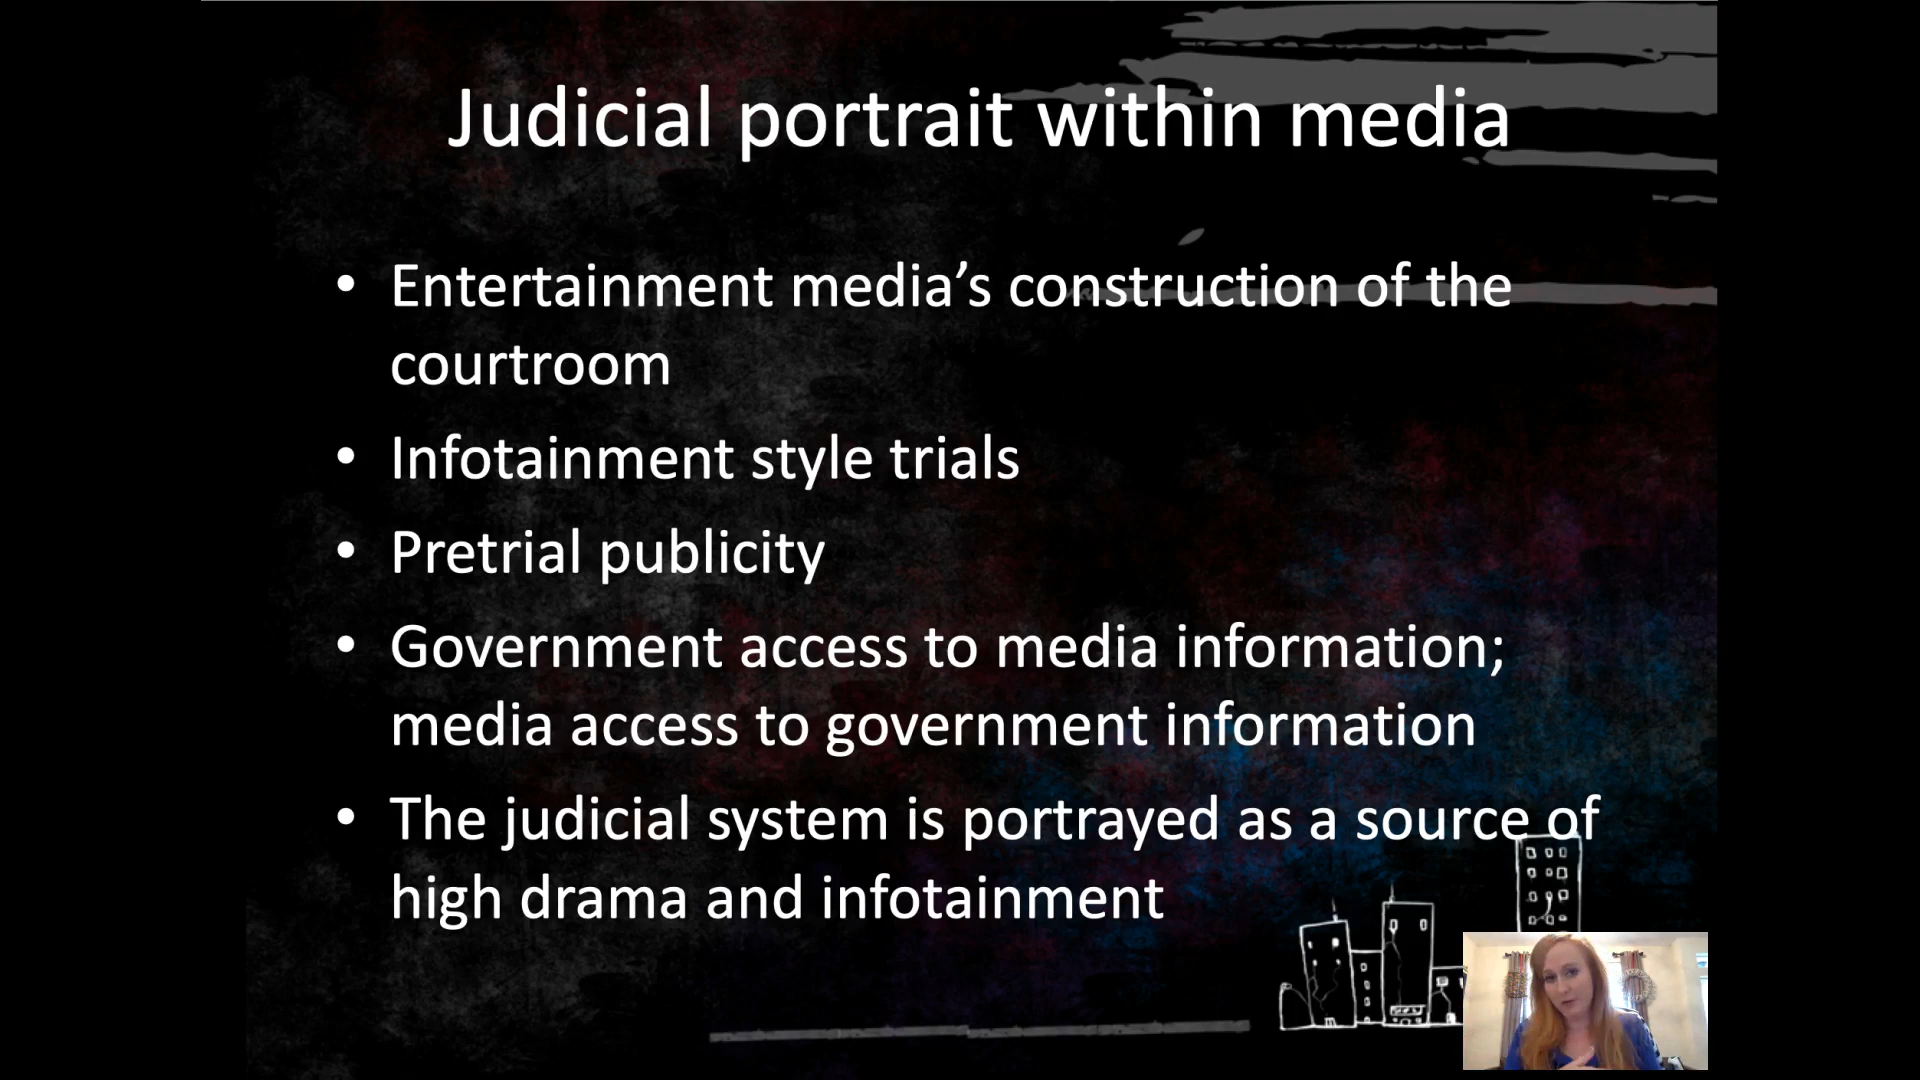 Judicial portrait within media
• Entertainment media’s construction of the
courtroom
• Infotainment style trials
• Pretrial publicity
• Government access to media information;
media access to government information
• The judicial system is portrayed as a source of
high drama and infotainment